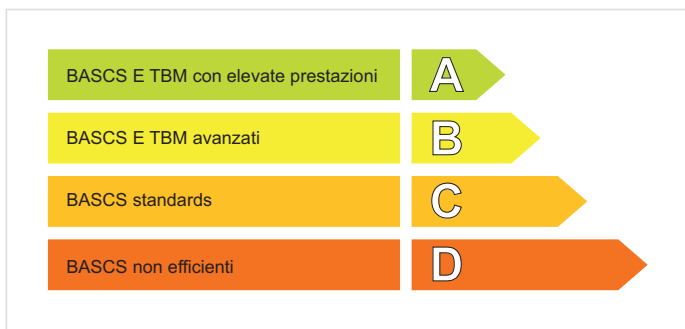 BASCS E TBM con elevate prestazioni A
BASCS E TBM avanzati B
BASCS standards C
BASCS non efficienti D